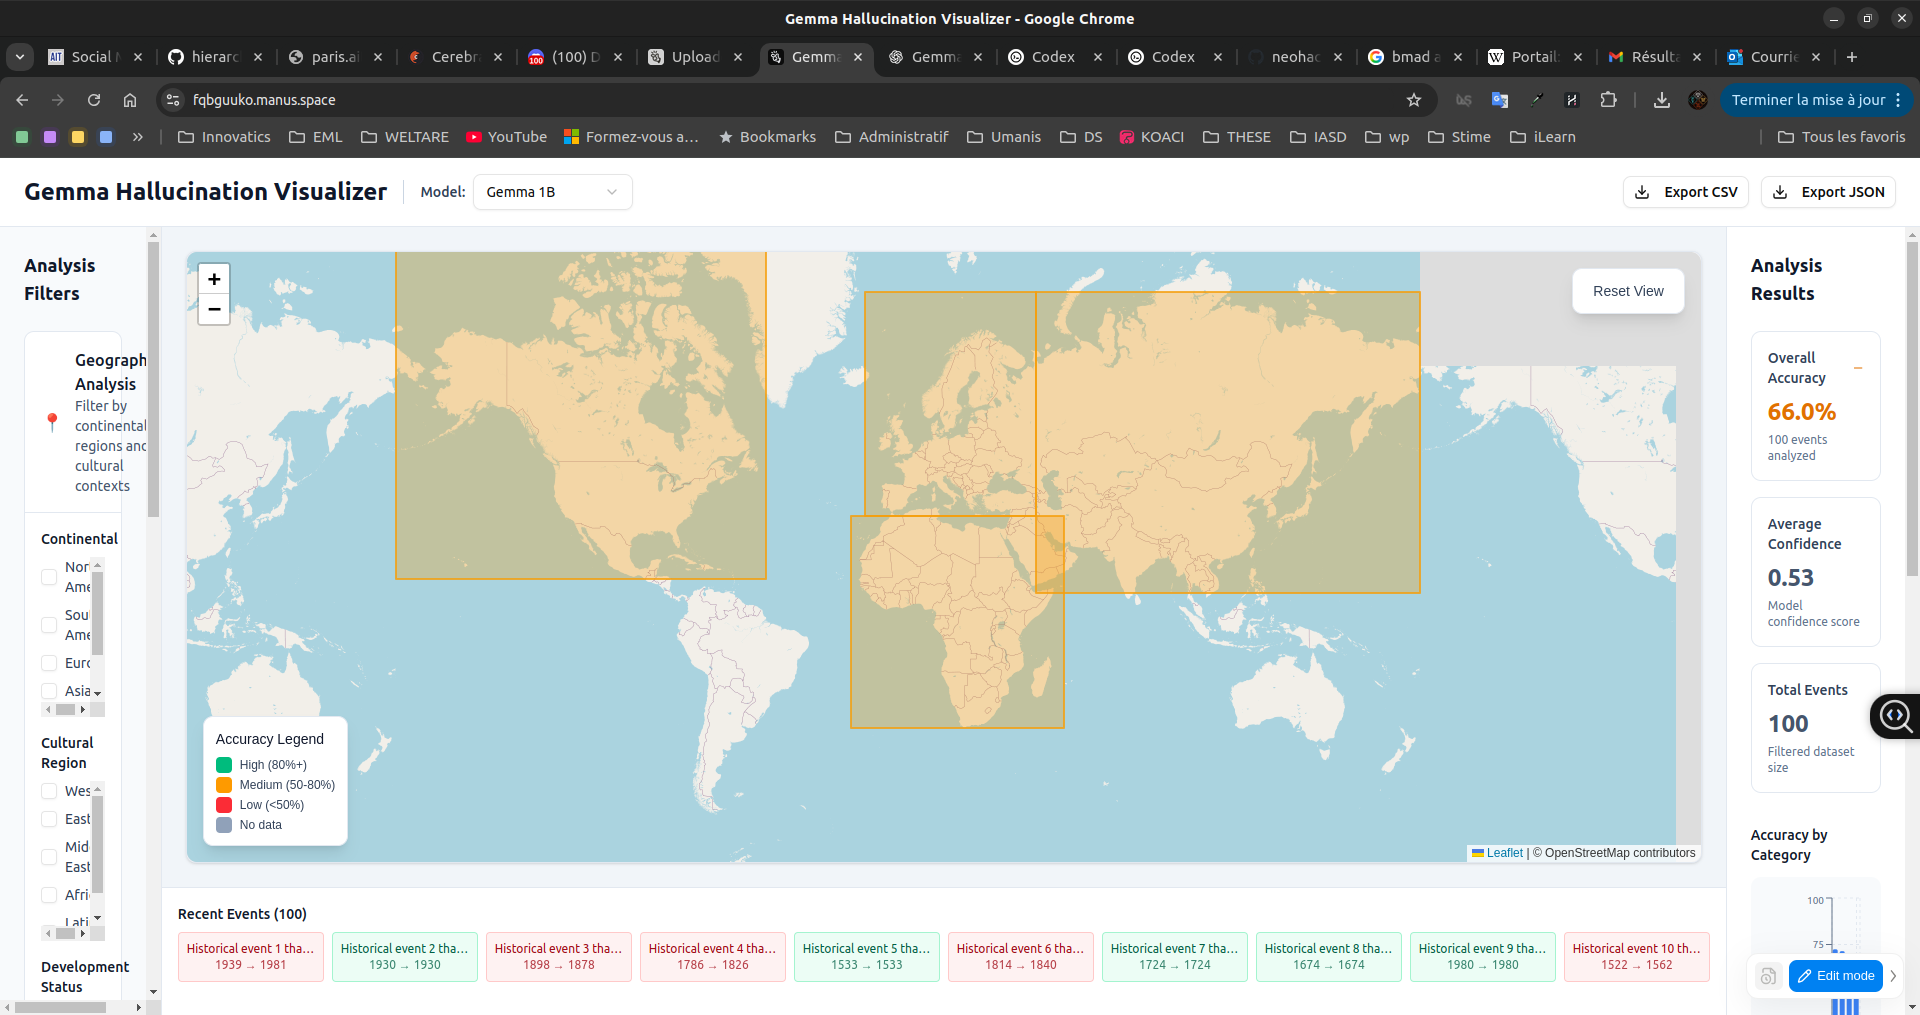 Gemma Hallucination Visualizer - Google Chrome
Social
hierarc
paris.ai
Cerebr
(100) D
Upload
Gemma
Gemma
Codex
Codex
neohac
bmad a
Portail:
Résult
Courrie
fqbguuko.manus.space
Terminer la mise à jour
Innovatics
EML
WELTARE
YouTube
Formez-vous a…
Bookmarks
Administratif
Umanis
DS
KOACI
THESE
IASD
wp
Stime
iLearn
Tous les favoris
Gemma Hallucination Visualizer
Model:
Gemma 1B
Export CSV
Export JSON
Analysis
Filters
Geograph
Analysis
Filter by
continental
regions and
cultural
contexts
Continental
Nor
Ame
Sou
Ame
Euro
Asia
Cultural
Region
Wes
East
Mid
East
Afri
Lati
Development
Status
+
−
Reset View
Accuracy Legend
High (80%+)
Medium (50-80%)
Low (<50%)
No data
Leaflet | © OpenStreetMap contributors
Recent Events (100)
Historical event 1 tha…
1939 → 1981
Historical event 2 tha…
1930 → 1930
Historical event 3 tha…
1898 → 1878
Historical event 4 tha…
1786 → 1826
Historical event 5 tha…
1533 → 1533
Historical event 6 tha…
1814 → 1840
Historical event 7 tha…
1724 → 1724
Historical event 8 tha…
1674 → 1674
Historical event 9 tha…
1980 → 1980
Historical event 10 th…
1522 → 1562
Analysis
Results
Overall
Accuracy
66.0%
100 events
analyzed
Average
Confidence
0.53
Model
confidence score
Total Events
100
Filtered dataset
size
Accuracy by
Category
100
75
Edit mode